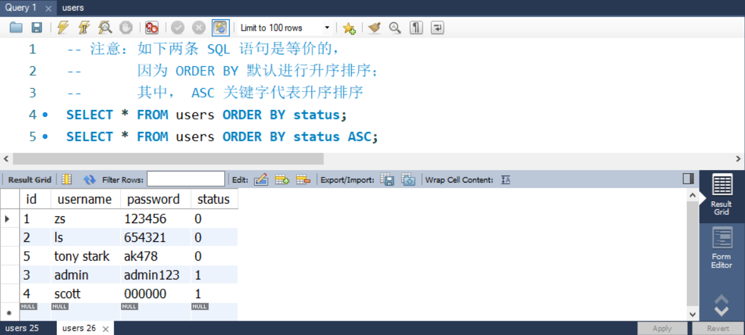 Query 1 × users
Limit to 100 rows
1 -- 注意：如下两条 SQL 语句是等价的，
2 -- 因为 ORDER BY 默认进行升序排序；
3 -- 其中， ASC 关键字代表升序排序
4 SELECT * FROM users ORDER BY status;
5 SELECT * FROM users ORDER BY status ASC;
Result Grid Filter Rows: Edit: Export/Import: Wrap Cell Content: IA
id username password status
1 zs 123456 0
2 ls 654321 0
5 tony stark ak478 0
3 admin admin123 1
4 scott 000000 1
NULL NULL NULL NULL
Result Grid
Form Editor
users 25 users 26 × Apply Revert